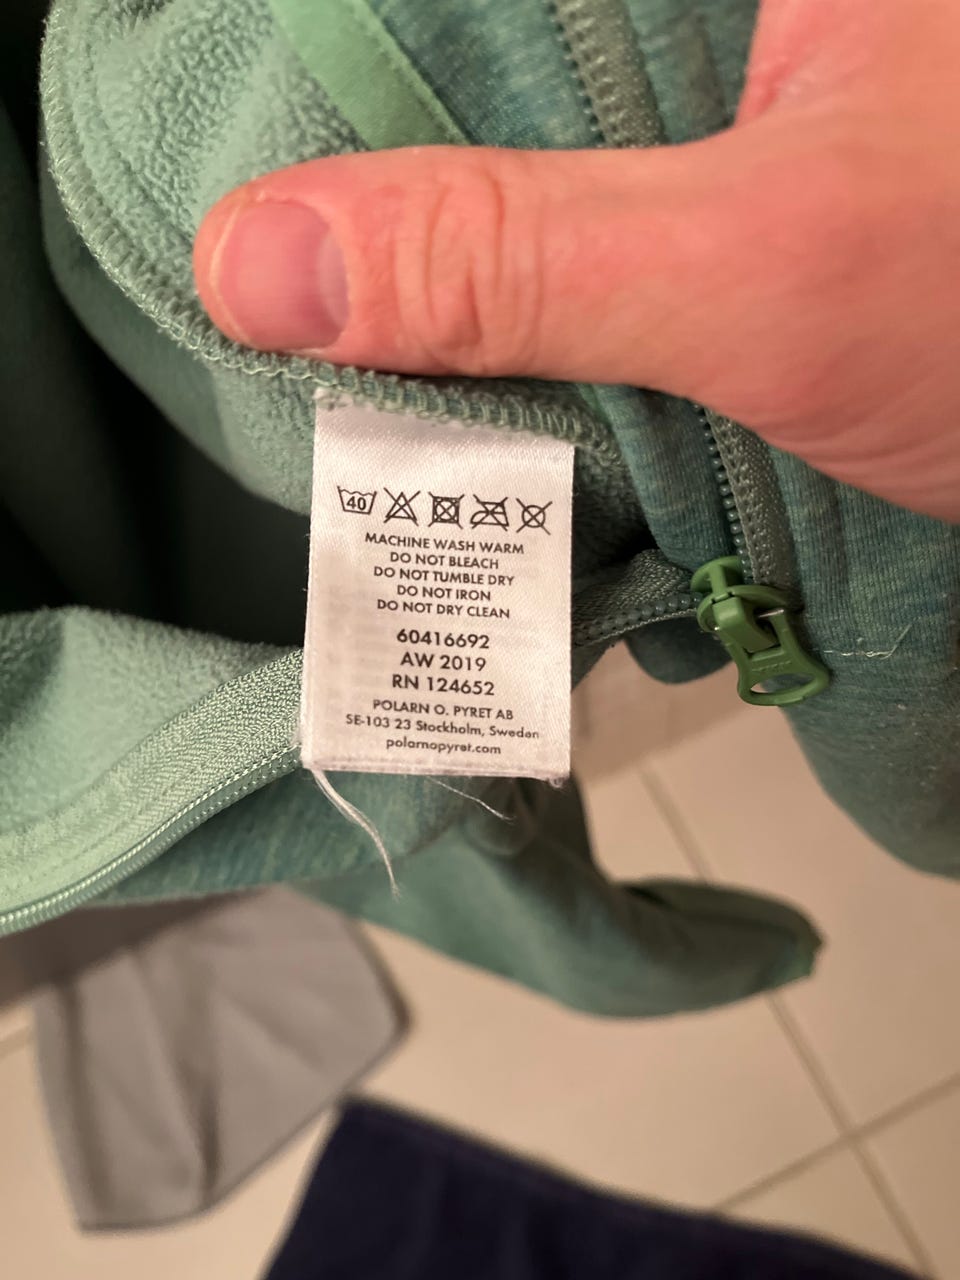 40
MACHINE WASH WARM
DO NOT BLEACH
DO NOT TUMBLE DRY
DO NOT IRON
DO NOT DRY CLEAN
60416692
AW 2019
RN 124652
POLARN O. PYRET AB
SE-103 23 Stockholm, Sweden
polarnopyret.com